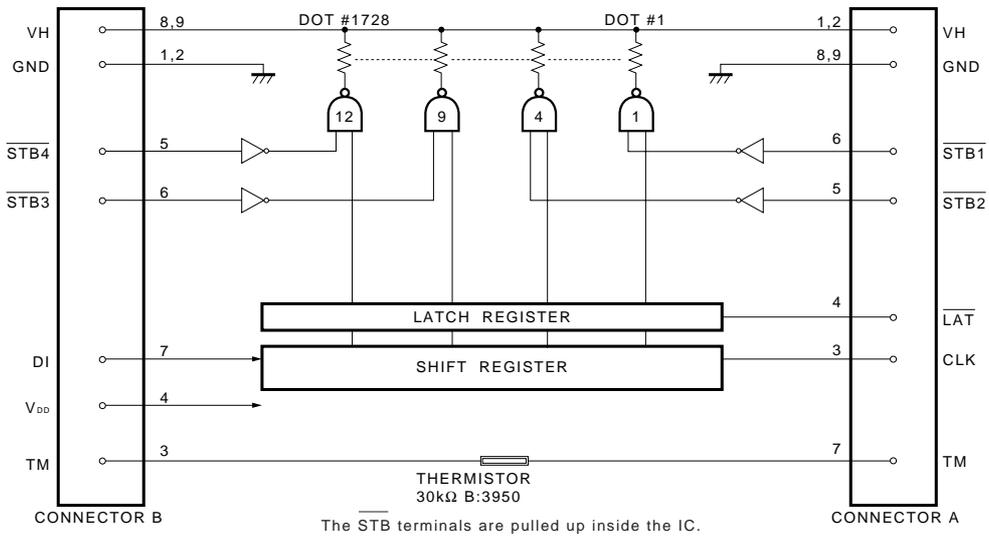 DOT #1728 DOT #1
VH 8,9 1,2 VH
GND 1,2 8,9 GND
12 9 4 1
STB4 5 6 STB1
STB3 6 5 STB2
LATCH REGISTER 4 LAT
DI 7 SHIFT REGISTER 3 CLK
VDD 4
TM 3 7 TM
THERMISTOR
30kΩ B:3950
CONNECTOR B CONNECTOR A
The STB terminals are pulled up inside the IC.